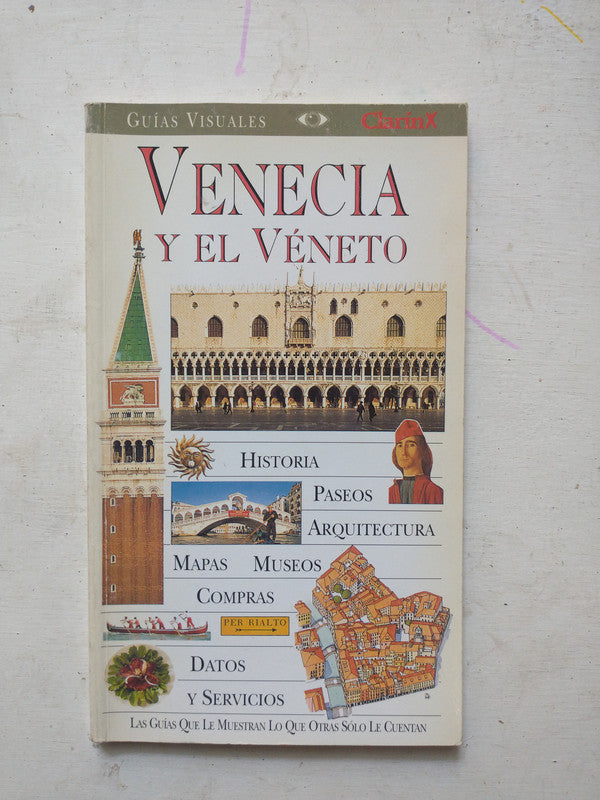 GUÍAS VISUALES
ClarínX
VENECIA
Y EL VÉNETO
HISTORIA
PASEOS
ARQUITECTURA
MAPAS MUSEOS
COMPRAS
PER RIALTO
DATOS
Y SERVICIOS
LAS GUÍAS QUE LE MUESTRAN LO QUE OTRAS SÓLO LE CUENTAN